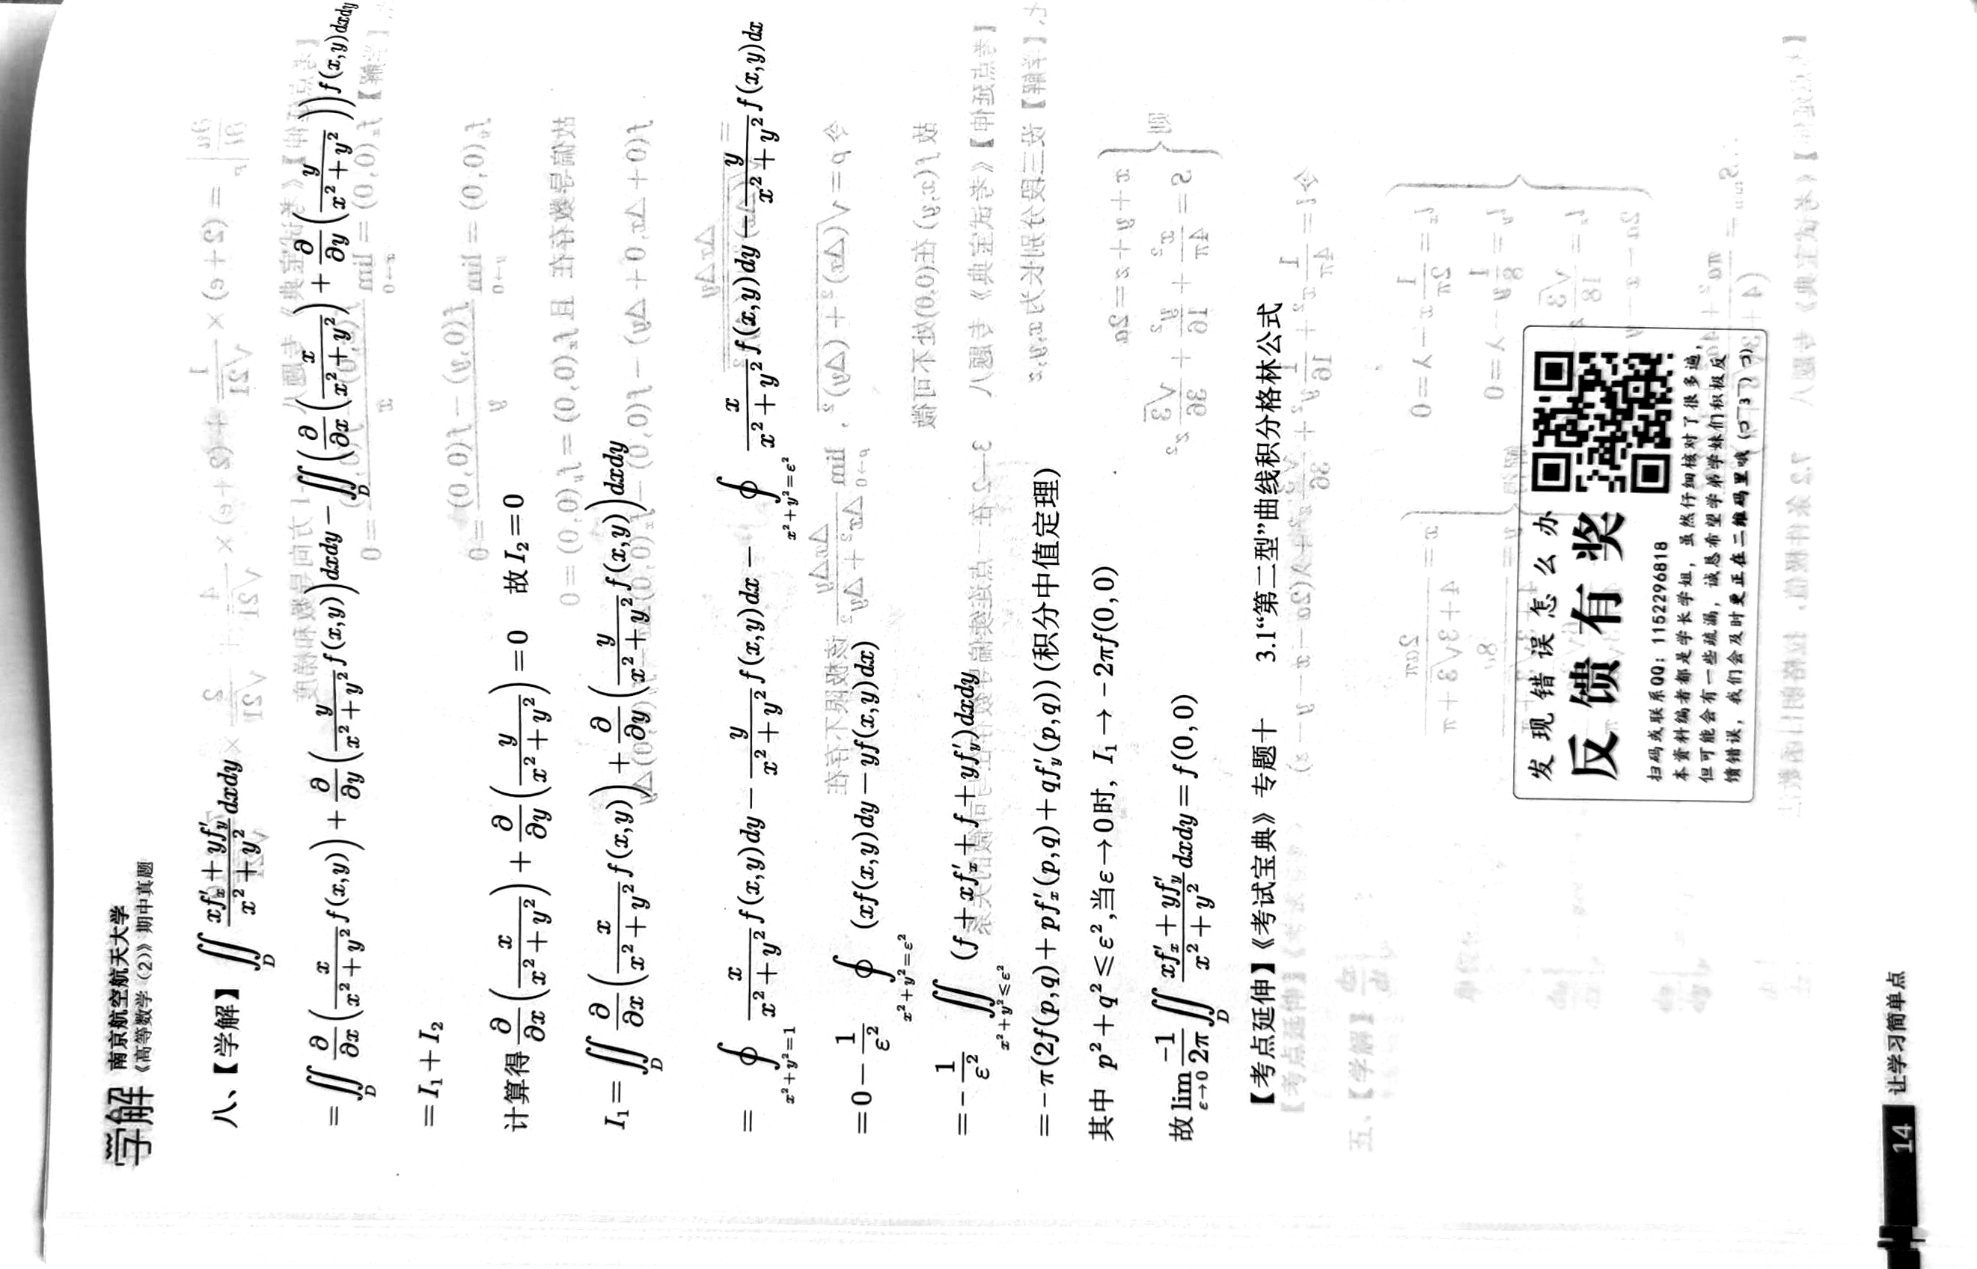 学解 南京航空航天大学
《高等数学（2）》期中真题
八、【学解】 ∬_D (xf′_x + yf′_y)/(x² + y²) dxdy
= ∬_D (∂/∂x (x/(x² + y²) f(x,y)) + ∂/∂y (y/(x² + y²) f(x,y))) dxdy − ∬_D (∂/∂x (x/(x² + y²)) + ∂/∂y (y/(x² + y²))) f(x,y) dxdy
= I₁ + I₂
计算得 ∂/∂x (x/(x² + y²)) + ∂/∂y (y/(x² + y²)) = 0 故 I₂ = 0
I₁ = ∬_D ∂/∂x (x/(x² + y²) f(x,y)) + ∂/∂y (y/(x² + y²) f(x,y)) dxdy
= ∮_{x²+y²=1} x/(x² + y²) f(x,y)dy − y/(x² + y²) f(x,y)dx − ∮_{x²+y²=ε²} x/(x² + y²) f(x,y)dy − y/(x² + y²) f(x,y)dx
= 0 − 1/ε² ∮_{x²+y²=ε²} (xf(x,y)dy − yf(x,y)dx)
= − 1/ε² ∬_{x²+y²≤ε²} (f + xf′_x + f + yf′_y)dxdy
= −π(2f(p,q) + pf′_x(p,q) + qf′_y(p,q))(积分中值定理)
其中 p² + q² ≤ ε²,当ε→0时, I₁→ −2πf(0,0)
故 lim_{ε→0} −1/2π ∬_D (xf′_x + yf′_y)/(x² + y²) dxdy = f(0,0)
【考点延伸】《考试宝典》专题十 3.1“第二型”曲线积分格林公式
发现错误怎么办
反馈有奖
扫码或联系QQ：1152296818
本资料编者都是学长学姐，虽然仔细核对了很多遍，
但可能会有一些疏漏，诚恳希望学弟学妹们积极反
馈错误，我们会及时更正在二维码里哦
14 让学习简单点